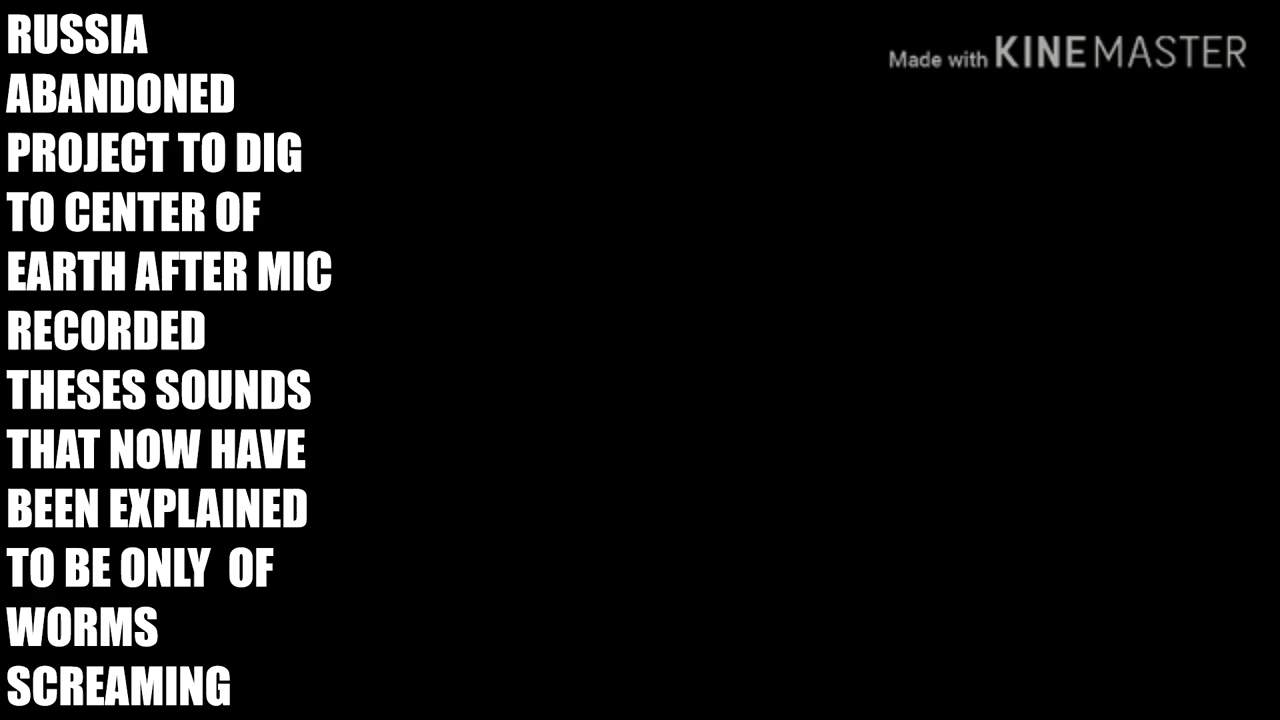 RUSSIA
ABANDONED
PROJECT TO DIG
TO CENTER OF
EARTH AFTER MIC
RECORDED
THESES SOUNDS
THAT NOW HAVE
BEEN EXPLAINED
TO BE ONLY  OF
WORMS
SCREAMING
Made with KINEMASTER